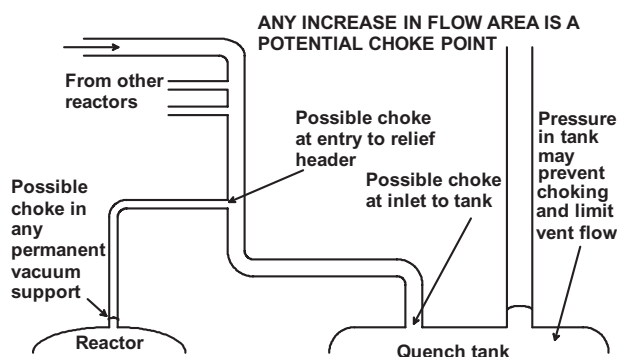 ANY INCREASE IN FLOW AREA IS A
POTENTIAL CHOKE POINT
From other
reactors
Possible choke
at entry to relief
header
Pressure
in tank
may
prevent
choking
and limit
vent flow
Possible choke
at inlet to tank
Possible
choke in
any
permanent
vacuum
support
Reactor
Quench tank